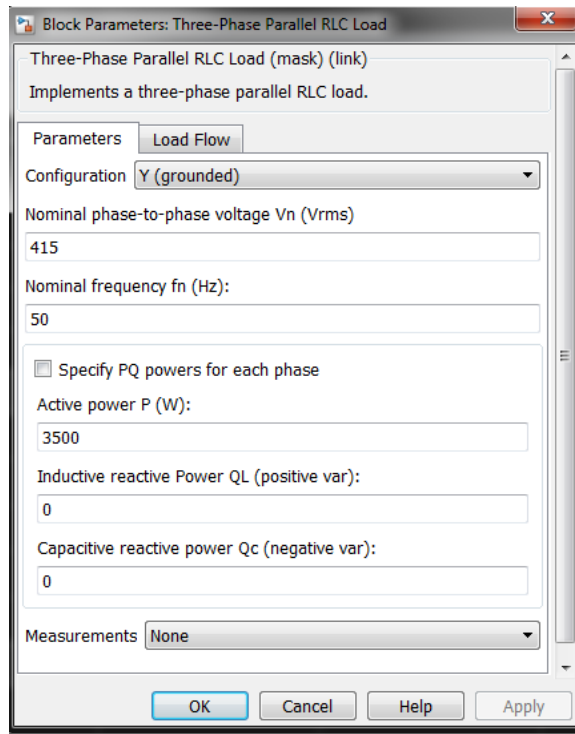 Block Parameters: Three-Phase Parallel RLC Load
Three-Phase Parallel RLC Load (mask) (link)
Implements a three-phase parallel RLC load.
Parameters Load Flow
Configuration Y (grounded)
Nominal phase-to-phase voltage Vn (Vrms)
415
Nominal frequency fn (Hz):
50
Specify PQ powers for each phase
Active power P (W):
3500
Inductive reactive Power QL (positive var):
0
Capacitive reactive power Qc (negative var):
0
Measurements None
OK Cancel Help Apply